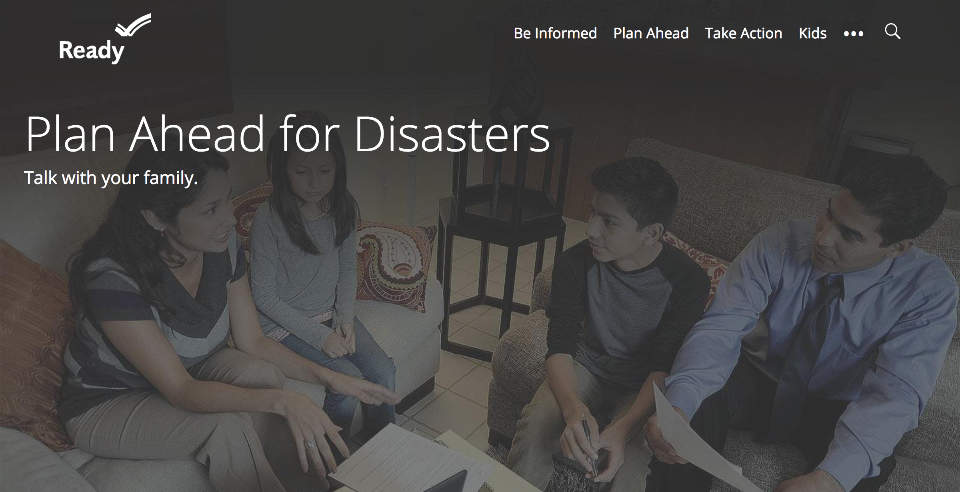 Ready
Be Informed Plan Ahead Take Action Kids •••
Plan Ahead for Disasters
Talk with your family.